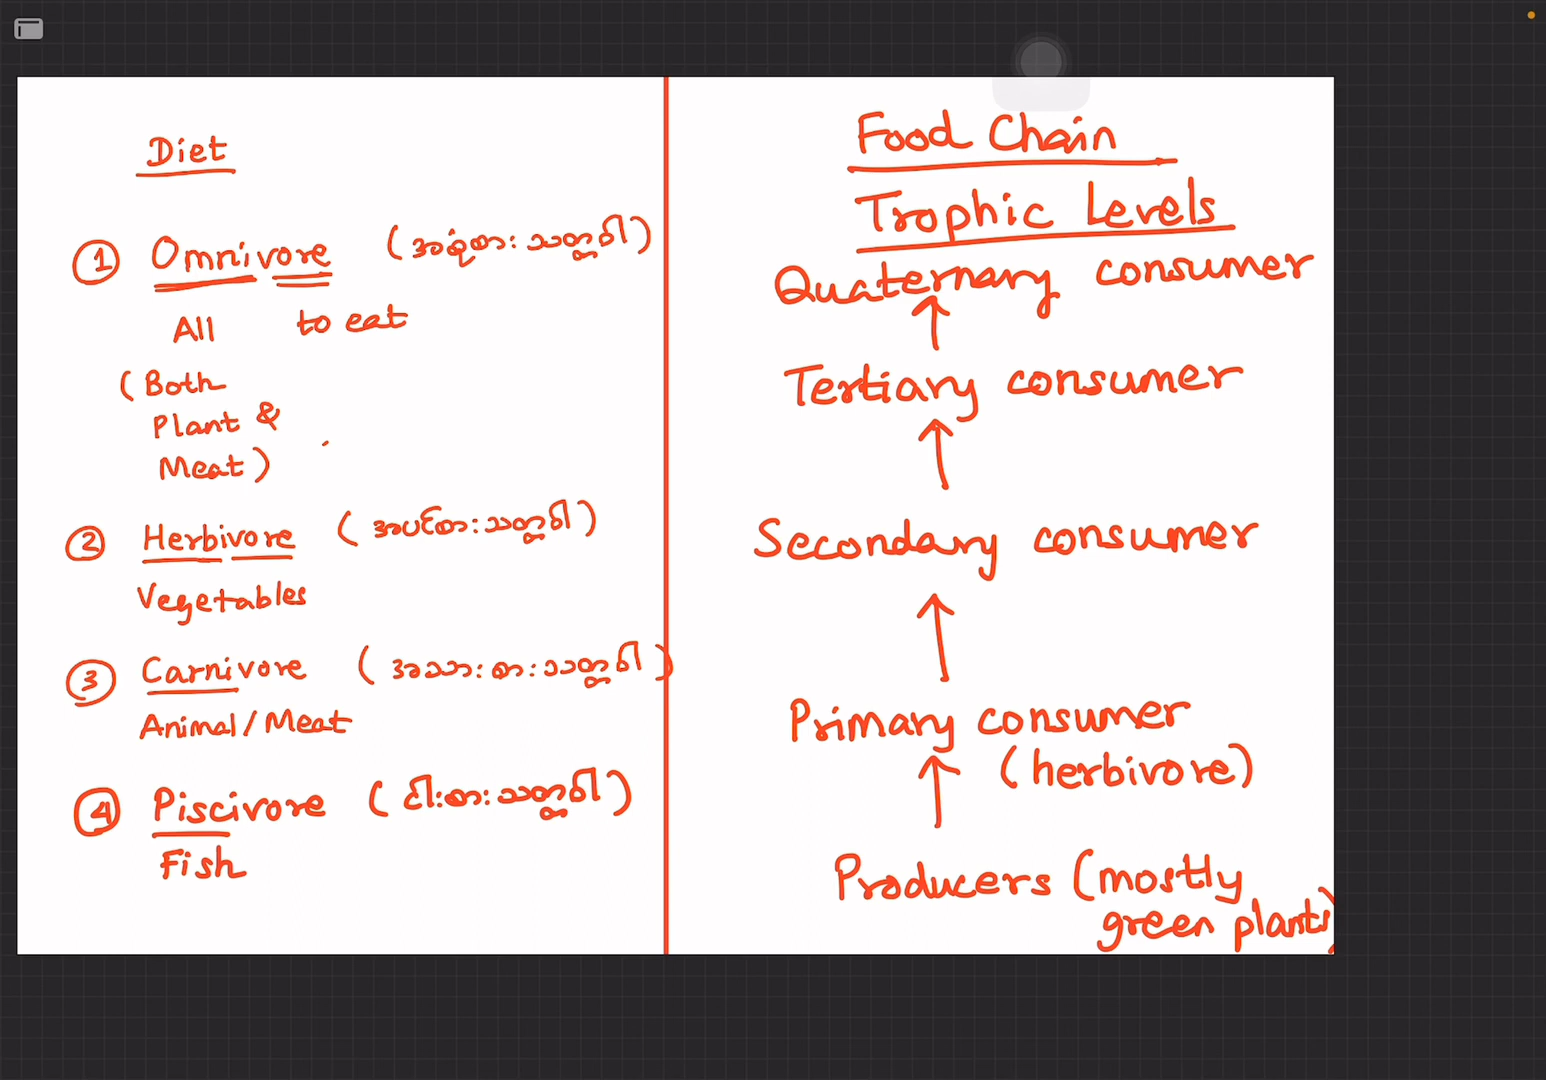 Diet
① Omnivore (အစုံစား သတ္တဝါ)
All to eat
(Both
Plant &
Meat)
② Herbivore (အပင်စားသတ္တဝါ)
Vegetables
③ Carnivore (အသားစားသတ္တဝါ)
Animal/Meat
④ Piscivore (ငါးစားသတ္တဝါ)
Fish
Food Chain
Trophic Levels
Quaternary consumer
Tertiary consumer
Secondary consumer
Primary consumer
(herbivore)
Producers (mostly
green plants)